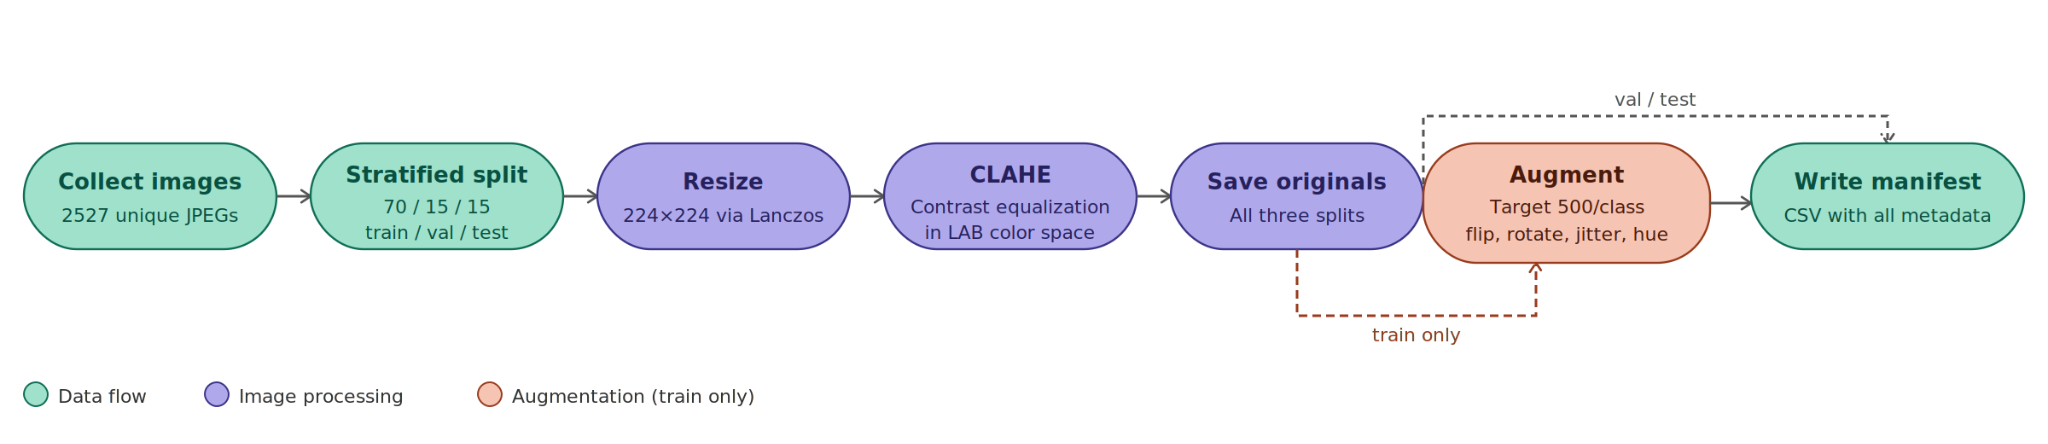 val / test
Collect images
2527 unique JPEGs
Stratified split
70 / 15 / 15
train / val / test
Resize
224×224 via Lanczos
CLAHE
Contrast equalization
in LAB color space
Save originals
All three splits
Augment
Target 500/class
flip, rotate, jitter, hue
Write manifest
CSV with all metadata
train only
Data flow
Image processing
Augmentation (train only)